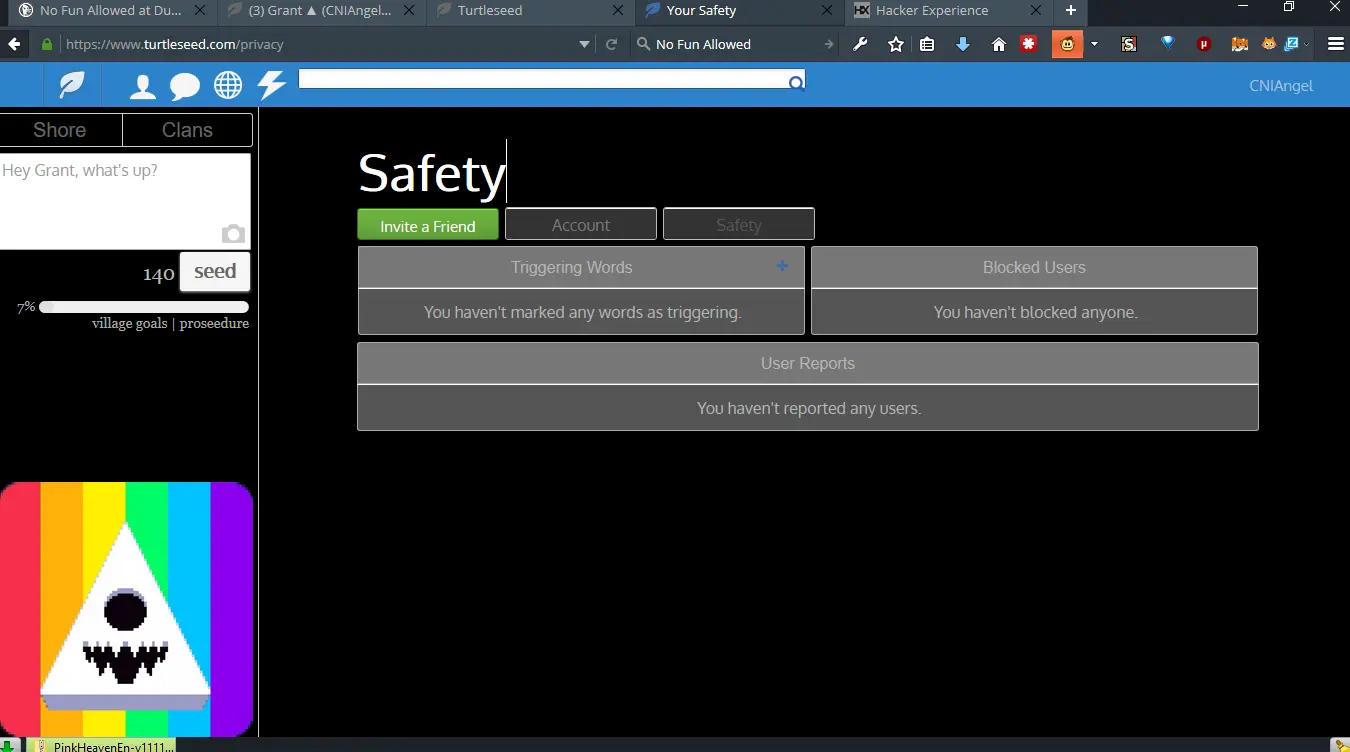 No Fun Allowed at Du...
(3) Grant ▲ (CNIAngel...
Turtleseed
Your Safety
HX Hacker Experience
https://www.turtleseed.com/privacy
No Fun Allowed
CNIAngel
Shore
Clans
Hey Grant, what's up?
140 seed
7%
village goals | proseedure
Safety
Invite a Friend
Account
Safety
Triggering Words
Blocked Users
You haven't marked any words as triggering.
You haven't blocked anyone.
User Reports
You haven't reported any users.
PinkHeavenEn-v1111...